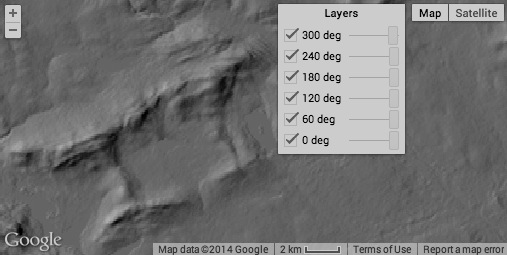 +
−
Layers
300 deg
240 deg
180 deg
120 deg
60 deg
0 deg
Map Satellite
Google
Map data ©2014 Google 2 km Terms of Use Report a map error